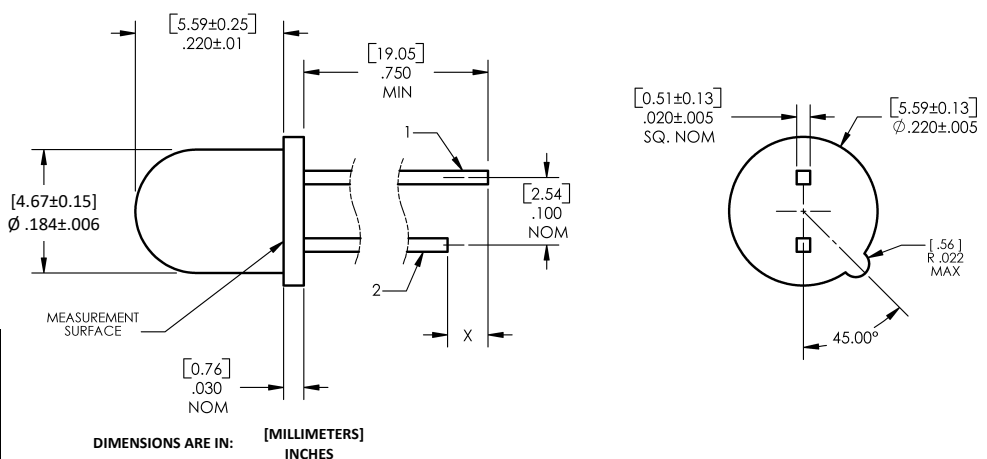 [5.59±0.25]
.220±.01
[19.05]
.750
MIN
1
[4.67±0.15]
Ø .184±.006
[2.54]
.100
NOM
2
MEASUREMENT
SURFACE
X
[0.76]
.030
NOM
[0.51±0.13]
.020±.005
SQ. NOM
[5.59±0.13]
Ø.220±.005
[.56]
R .022
MAX
45.00°
DIMENSIONS ARE IN:
[MILLIMETERS]
INCHES